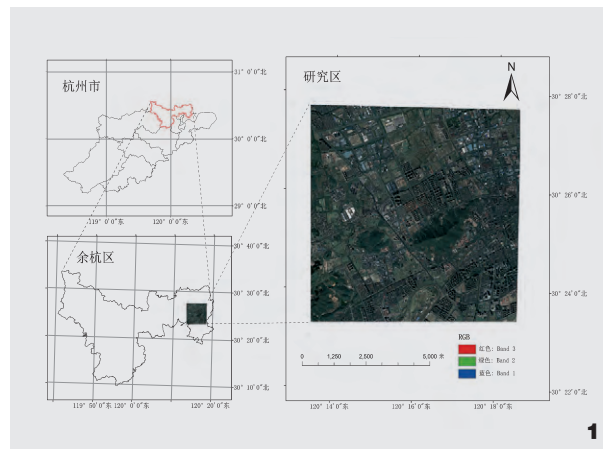 杭州市
31° 0′0″北
30° 0′0″北
29° 0′0″北
119° 0′0″东 120° 0′0″东
余杭区
30° 40′0″北
30° 30′0″北
30° 20′0″北
30° 10′0″北
119° 50′0″东 120° 0′0″东 120° 20′0″东
研究区
N
30° 28′0″北
30° 26′0″北
30° 24′0″北
30° 22′0″北
120° 14′0″东 120° 16′0″东 120° 18′0″东
RGB
红色: Band 3
绿色: Band 2
蓝色: Band 1
0 1,250 2,500 5,000 米
1